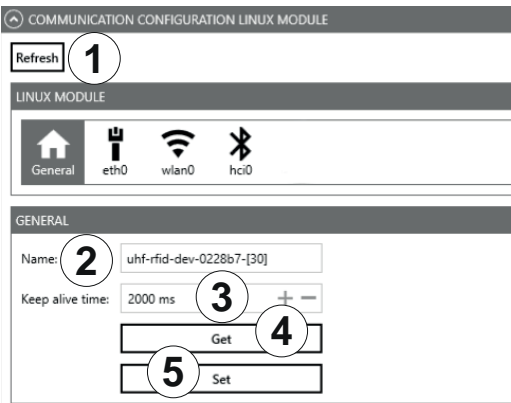 COMMUNICATION CONFIGURATION LINUX MODULE
Refresh 1
LINUX MODULE
General eth0 wlan0 hci0
GENERAL
Name: 2 uhf-rfid-dev-0228b7-[30]
Keep alive time: 2000 ms 3 + −
Get 4
5 Set